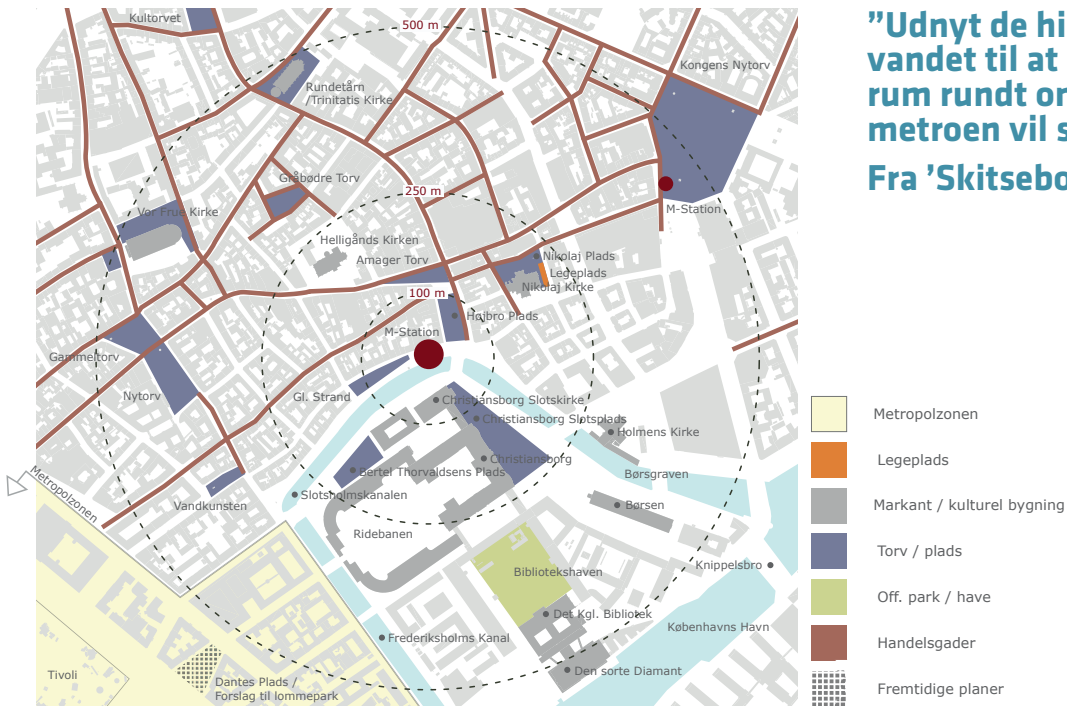 Kultorvet
500 m
Kongens Nytorv
Rundetårn
/Trinitatis Kirke
Gråbødre Torv
250 m
M-Station
Vor Frue Kirke
Helligånds Kirken
Amager Torv
Nikolaj Plads
Legeplads
Nikolaj Kirke
100 m
Højbro Plads
M-Station
Gammeltorv
Nytorv
Gl. Strand
Christiansborg Slotskirke
Christiansborg Slotsplads
Holmens Kirke
Christiansborg
Bertel Thorvaldsens Plads
Børsgraven
Metropolzonen
Slotsholmskanalen
Vandkunsten
Børsen
Ridebanen
Knippelsbro
Bibliotekshaven
Det Kgl. Bibliotek
Københavns Havn
Frederiksholms Kanal
Den sorte Diamant
Tivoli
Dantes Plads /
Forslag til lommepark
”Udnyt de hi
vandet til at
rum rundt or
metroen vil s
Fra ’Skitsebo
Metropolzonen
Legeplads
Markant / kulturel bygning
Torv / plads
Off. park / have
Handelsgader
Fremtidige planer